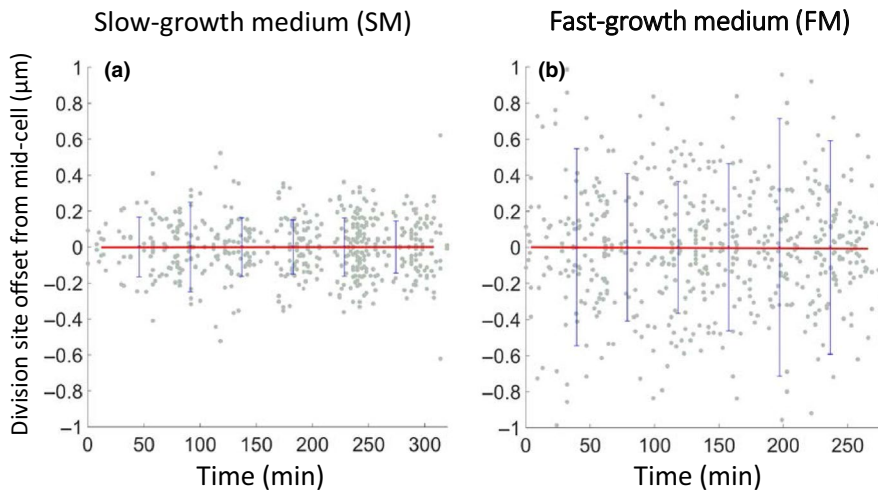 Slow-growth medium (SM)
Fast-growth medium (FM)
(a)
(b)
Division site offset from mid-cell (μm)
1
0.8
0.6
0.4
0.2
0
−0.2
−0.4
−0.6
−0.8
−1
0 50 100 150 200 250 300
Time (min)
1
0.8
0.6
0.4
0.2
0
−0.2
−0.4
−0.6
−0.8
−1
0 50 100 150 200 250
Time (min)